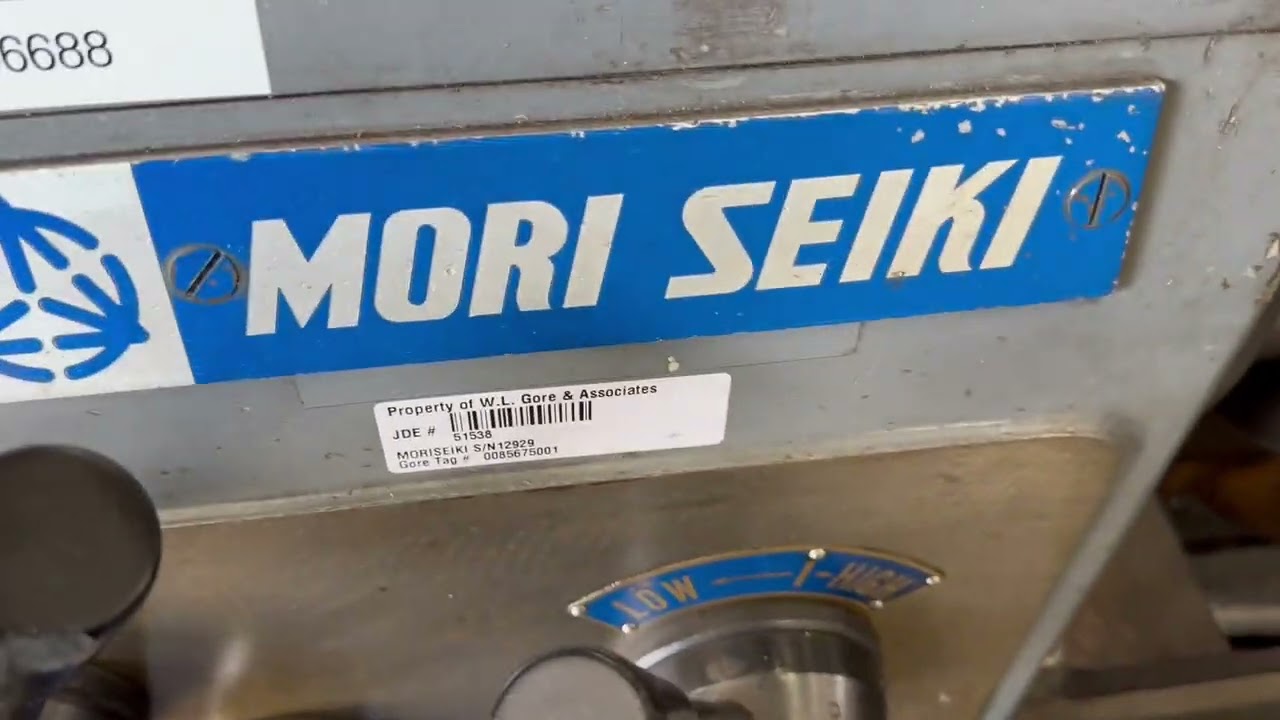 6688
MORI SEIKI
Property of W.L. Gore & Associates
JDE #
51538
MORISEIKI S/N12929
Gore Tag # 0085675001
LOW — I - HIGH